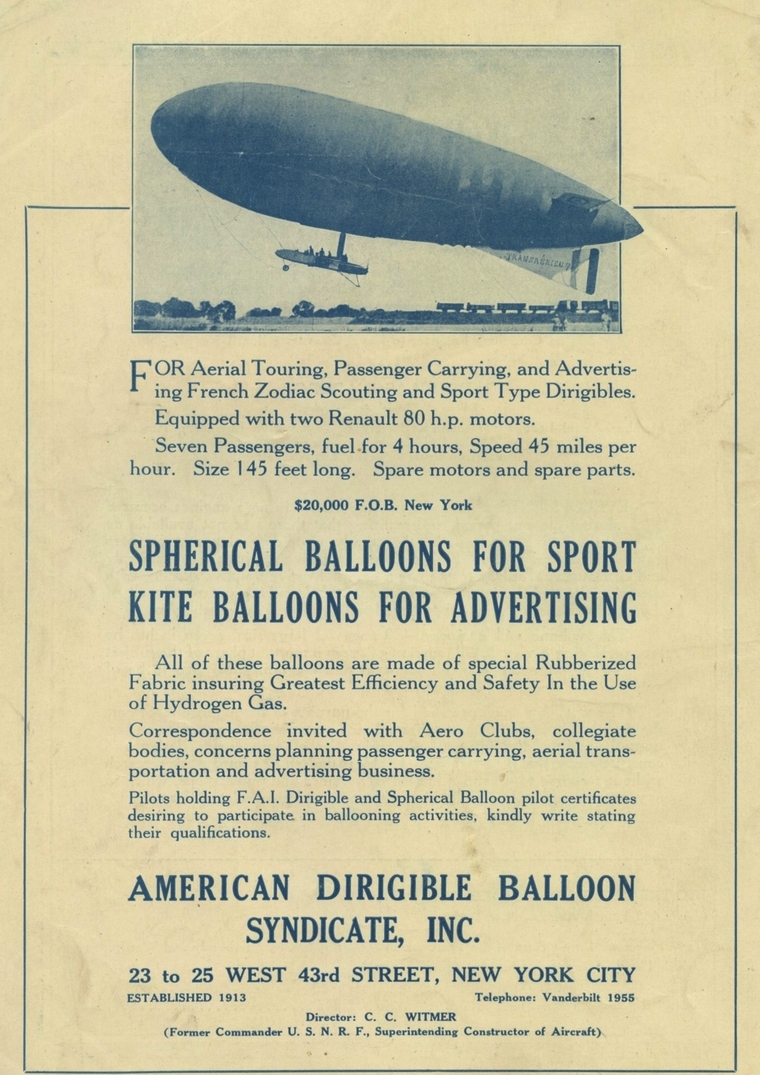 TRANSAÉRIENNE
FOR Aerial Touring, Passenger Carrying, and Advertis-
ing French Zodiac Scouting and Sport Type Dirigibles.
Equipped with two Renault 80 h.p. motors.
Seven Passengers, fuel for 4 hours, Speed 45 miles per
hour. Size 145 feet long. Spare motors and spare parts.
$20,000 F.O.B. New York
SPHERICAL BALLOONS FOR SPORT
KITE BALLOONS FOR ADVERTISING
All of these balloons are made of special Rubberized
Fabric insuring Greatest Efficiency and Safety In the Use
of Hydrogen Gas.
Correspondence invited with Aero Clubs, collegiate
bodies, concerns planning passenger carrying, aerial trans-
portation and advertising business.
Pilots holding F.A.I. Dirigible and Spherical Balloon pilot certificates
desiring to participate in ballooning activities, kindly write stating
their qualifications.
AMERICAN DIRIGIBLE BALLOON
SYNDICATE, INC.
23 to 25 WEST 43rd STREET, NEW YORK CITY
ESTABLISHED 1913 Telephone: Vanderbilt 1955
Director: C. C. WITMER
(Former Commander U. S. N. R. F., Superintending Constructor of Aircraft)